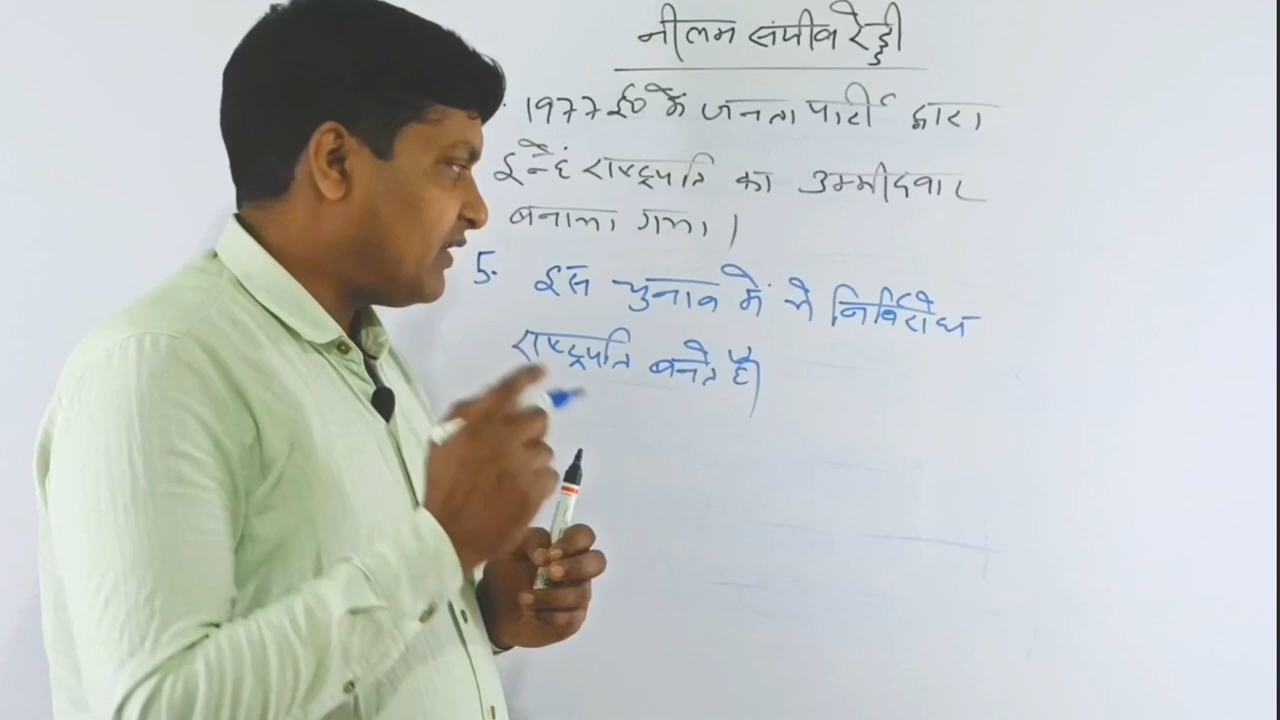 नीलम संजीव रेड्डी
1977 ई० में जनता पार्टी द्वारा
इन्हें राष्ट्रपति का उम्मीदवार
बनाया गया।
5. इस चुनाव में ये निर्विरोध
राष्ट्रपति बनते है।